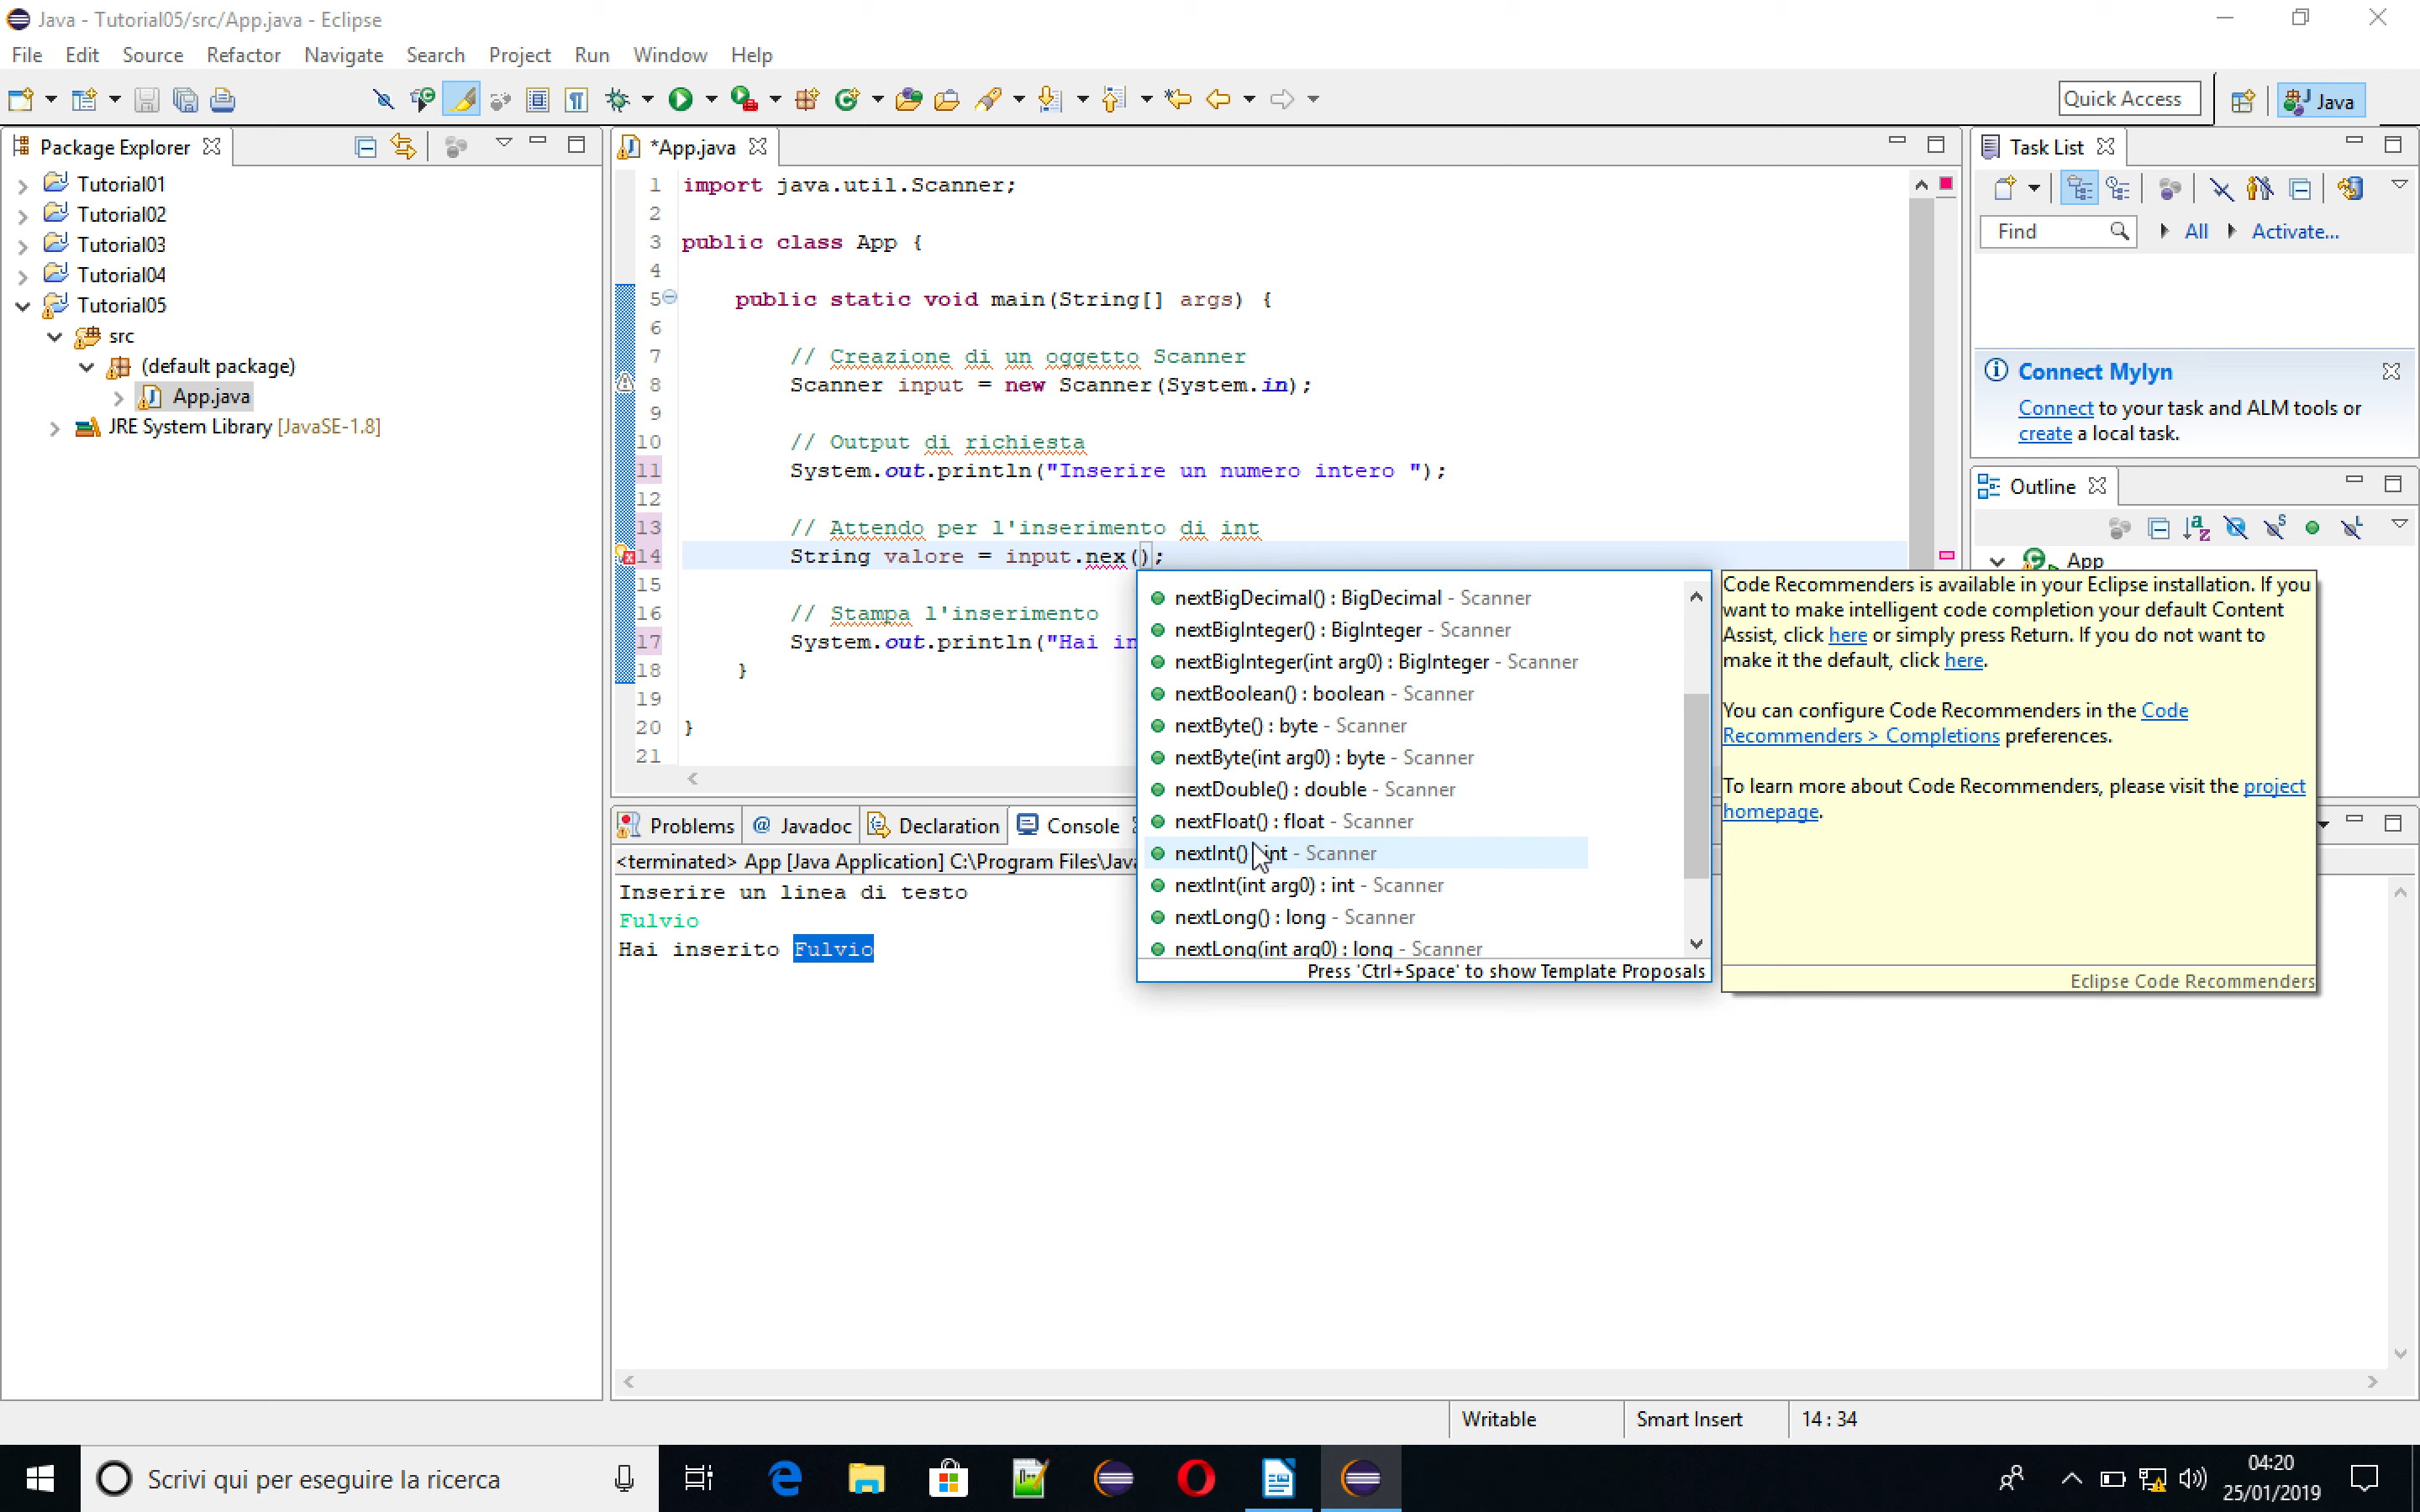 Java - Tutorial05/src/App.java - Eclipse
File Edit Source Refactor Navigate Search Project Run Window Help
Quick Access
Java
Package Explorer
Tutorial01
Tutorial02
Tutorial03
Tutorial04
Tutorial05
src
(default package)
App.java
JRE System Library [JavaSE-1.8]
*App.java
1 import java.util.Scanner;
2
3 public class App {
4
5 public static void main(String[] args) {
6
7 // Creazione di un oggetto Scanner
8 Scanner input = new Scanner(System.in);
9
10 // Output di richiesta
11 System.out.println("Inserire un numero intero ");
12
13 // Attendo per l'inserimento di int
14 String valore = input.nex();
15
16 // Stampa l'inserimento
17 System.out.println("Hai in
18 }
19
20 }
21
nextBigDecimal() : BigDecimal - Scanner
nextBigInteger() : BigInteger - Scanner
nextBigInteger(int arg0) : BigInteger - Scanner
nextBoolean() : boolean - Scanner
nextByte() : byte - Scanner
nextByte(int arg0) : byte - Scanner
nextDouble() : double - Scanner
nextFloat() : float - Scanner
nextInt() : int - Scanner
nextInt(int arg0) : int - Scanner
nextLong() : long - Scanner
nextLong(int arg0) : long - Scanner
Press 'Ctrl+Space' to show Template Proposals
Code Recommenders is available in your Eclipse installation. If you
want to make intelligent code completion your default Content
Assist, click here or simply press Return. If you do not want to
make it the default, click here.
You can configure Code Recommenders in the Code
Recommenders > Completions preferences.
To learn more about Code Recommenders, please visit the project
homepage.
Eclipse Code Recommenders
Task List
Find
All
Activate...
Connect Mylyn
Connect to your task and ALM tools or
create a local task.
Outline
App
Problems
@ Javadoc
Declaration
Console
<terminated> App [Java Application] C:\Program Files\Java
Inserire un linea di testo
Fulvio
Hai inserito Fulvio
Writable
Smart Insert
14 : 34
Scrivi qui per eseguire la ricerca
04:20
25/01/2019